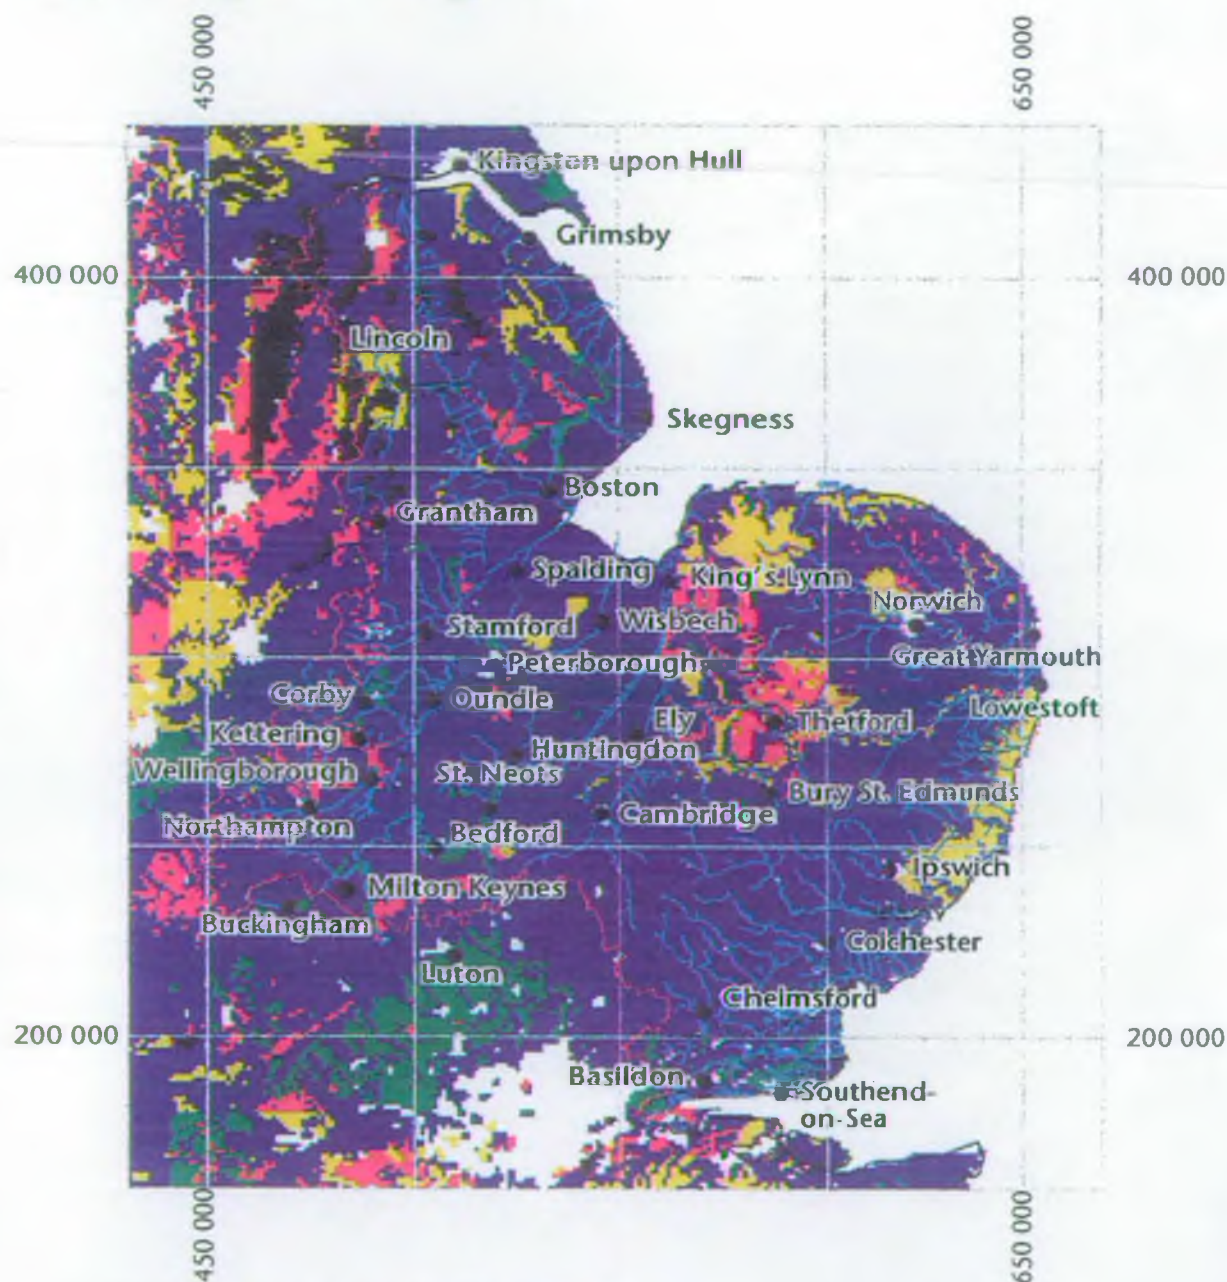 450 000
650 000
Kingston upon Hull
Grimsby
400 000
400 000
Lincoln
Skegness
Boston
Grantham
Spalding
King's Lynn
Norwich
Stamford
Wisbech
Peterborough
Great Yarmouth
Corby
Oundle
Lowestoft
Kettering
Ely
Thetford
Huntingdon
Wellingborough
St. Neots
Bury St. Edmunds
Cambridge
Northampton
Bedford
Ipswich
Milton Keynes
Buckingham
Colchester
Luton
Chelmsford
200 000
200 000
Basildon
Southend-
on-Sea
450 000
650 000